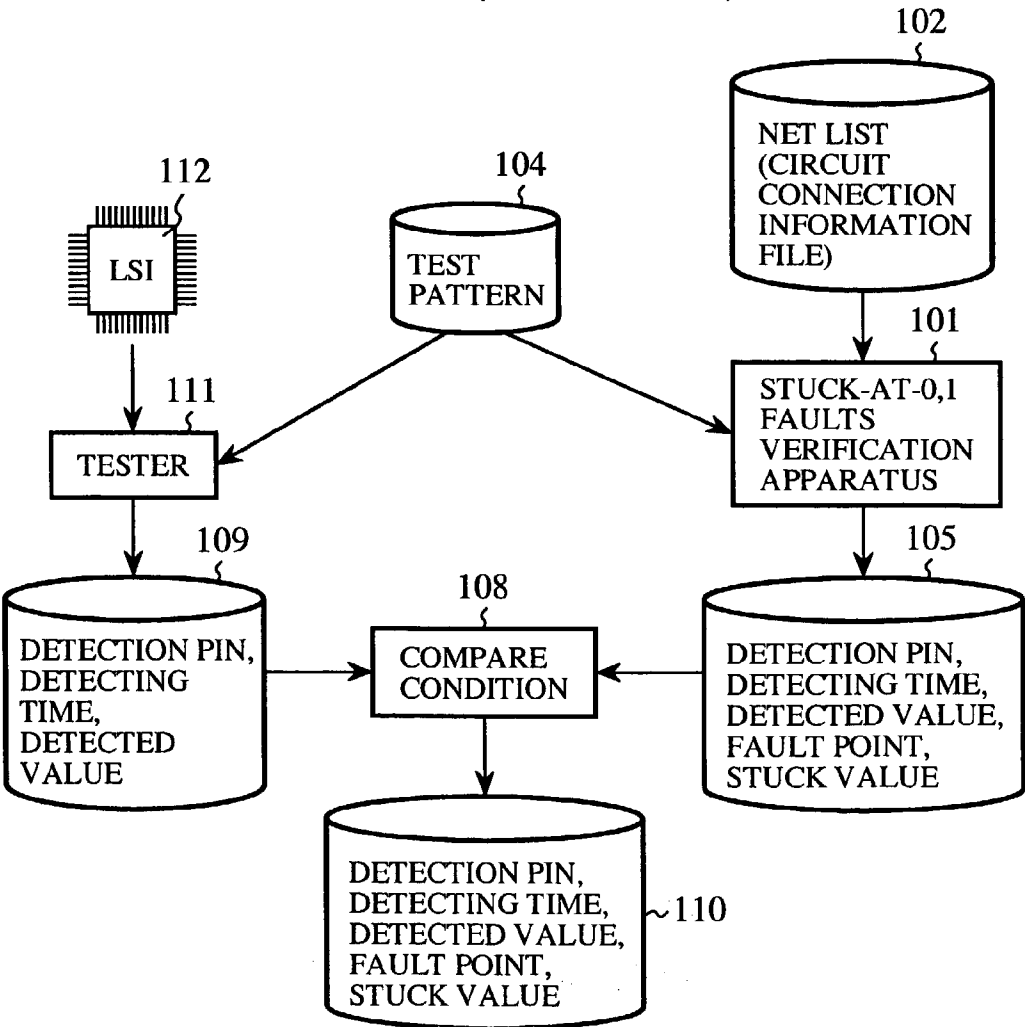 102
NET LIST
(CIRCUIT
CONNECTION
INFORMATION
FILE)
112
LSI
104
TEST
PATTERN
101
STUCK-AT-0,1
FAULTS
VERIFICATION
APPARATUS
111
TESTER
109
DETECTION PIN,
DETECTING
TIME,
DETECTED
VALUE
108
COMPARE
CONDITION
105
DETECTION PIN,
DETECTING TIME,
DETECTED VALUE,
FAULT POINT,
STUCK VALUE
DETECTION PIN,
DETECTING TIME,
DETECTED VALUE,
FAULT POINT,
STUCK VALUE
110